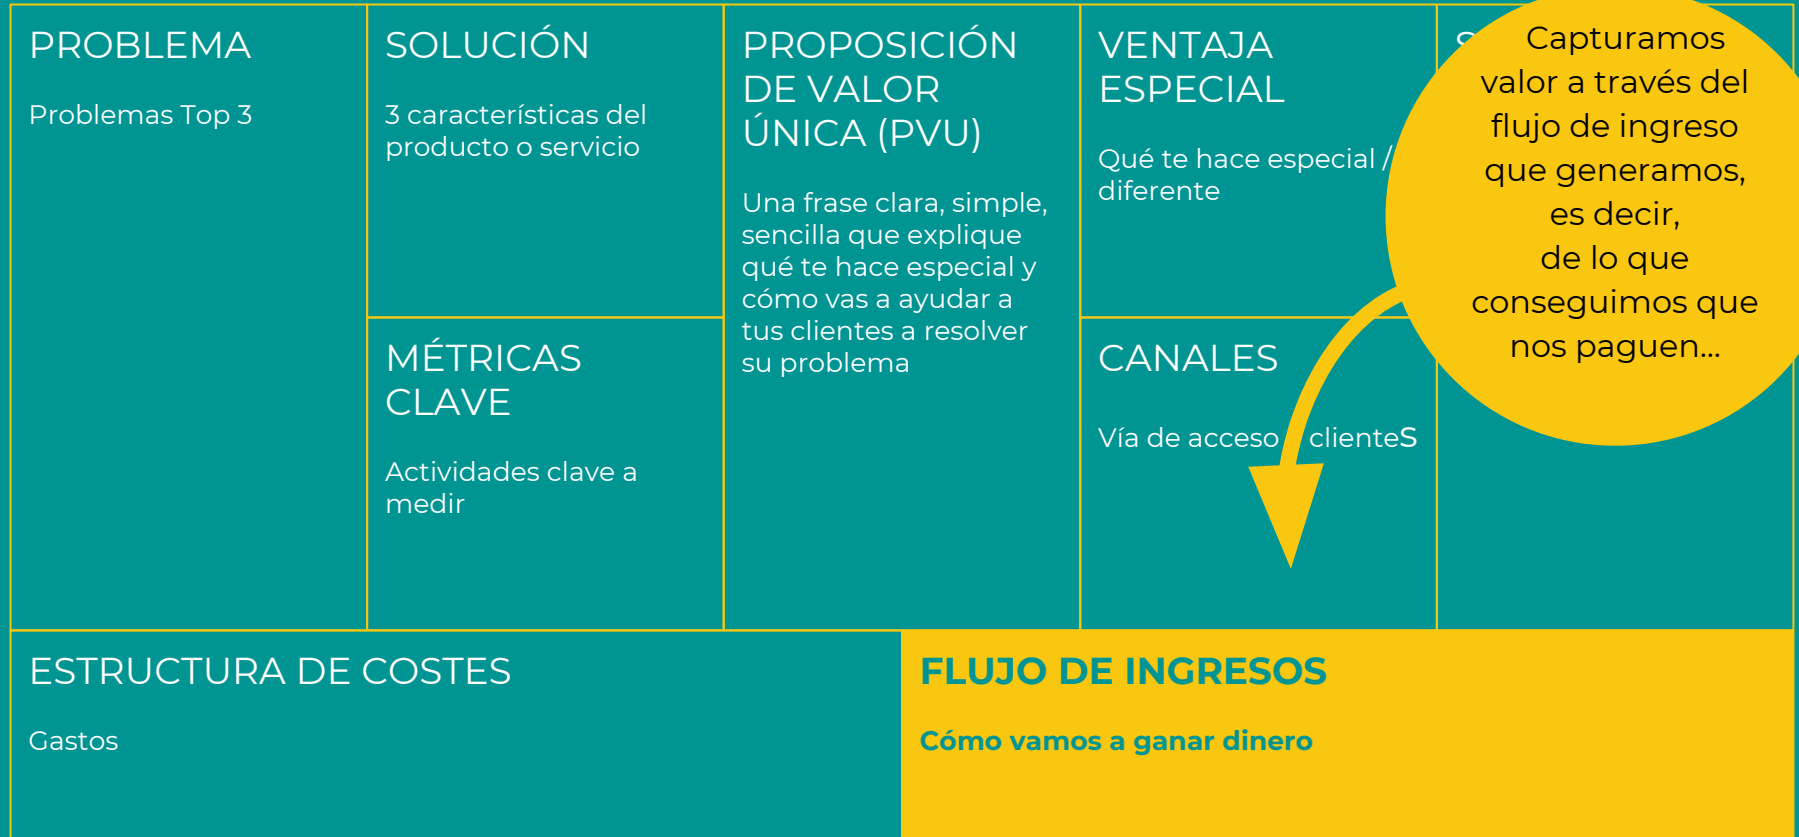 PROBLEMA
Problemas Top 3
SOLUCIÓN
3 características del
producto o servicio
MÉTRICAS
CLAVE
Actividades clave a
medir
PROPOSICIÓN
DE VALOR
ÚNICA (PVU)
Una frase clara, simple,
sencilla que explique
qué te hace especial y
cómo vas a ayudar a
tus clientes a resolver
su problema
VENTAJA
ESPECIAL
Qué te hace especial /
diferente
CANALES
Vía de acceso clienteS
Capturamos
valor a través del
flujo de ingreso
que generamos,
es decir,
de lo que
conseguimos que
nos paguen...
ESTRUCTURA DE COSTES
Gastos
FLUJO DE INGRESOS
Cómo vamos a ganar dinero